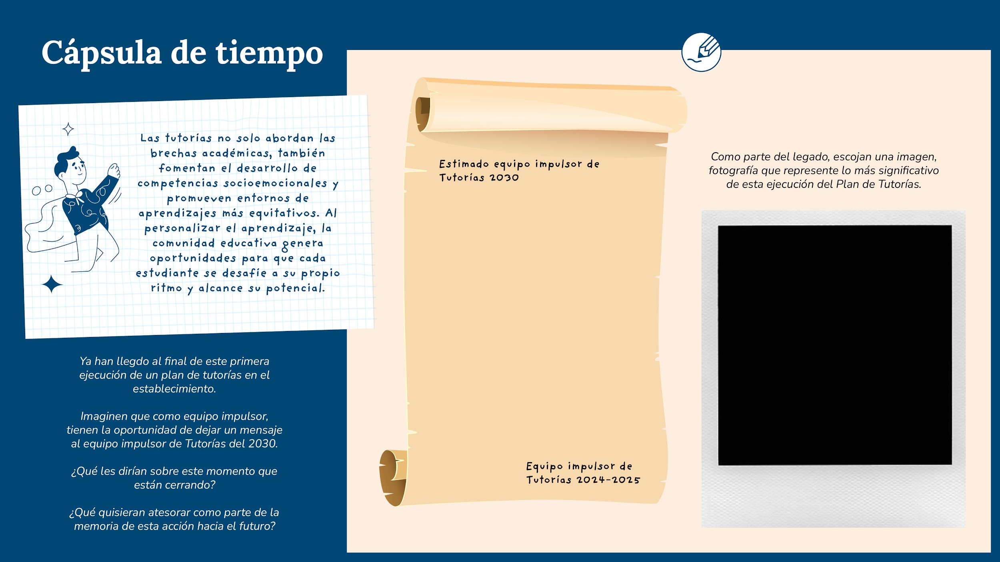 Cápsula de tiempo
Las tutorías no solo abordan las
brechas académicas, también
fomentan el desarrollo de
competencias socioemocionales y
promueven entornos de
aprendizajes más equitativos. Al
personalizar el aprendizaje, la
comunidad educativa genera
oportunidades para que cada
estudiante se desafíe a su propio
ritmo y alcance su potencial.
Ya han llegdo al final de este primera
ejecución de un plan de tutorías en el
establecimiento.
Imaginen que como equipo impulsor,
tienen la oportunidad de dejar un mensaje
al equipo impulsor de Tutorías del 2030.
¿Qué les dirían sobre este momento que
están cerrando?
¿Qué quisieran atesorar como parte de la
memoria de esta acción hacia el futuro?
Estimado equipo impulsor de
Tutorías 2030
Equipo impulsor de
Tutorías 2024-2025
Como parte del legado, escojan una imagen,
fotografía que represente lo más significativo
de esta ejecución del Plan de Tutorías.